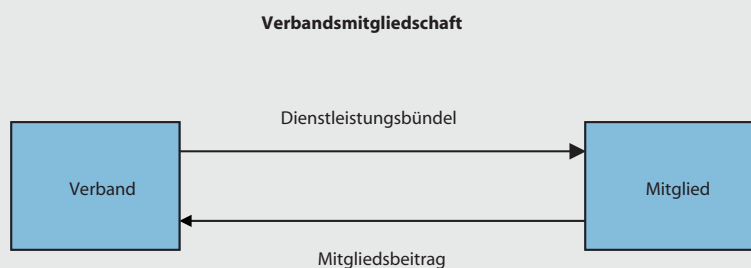 Verbandsmitgliedschaft
Dienstleistungsbündel
Verband
Mitglied
Mitgliedsbeitrag